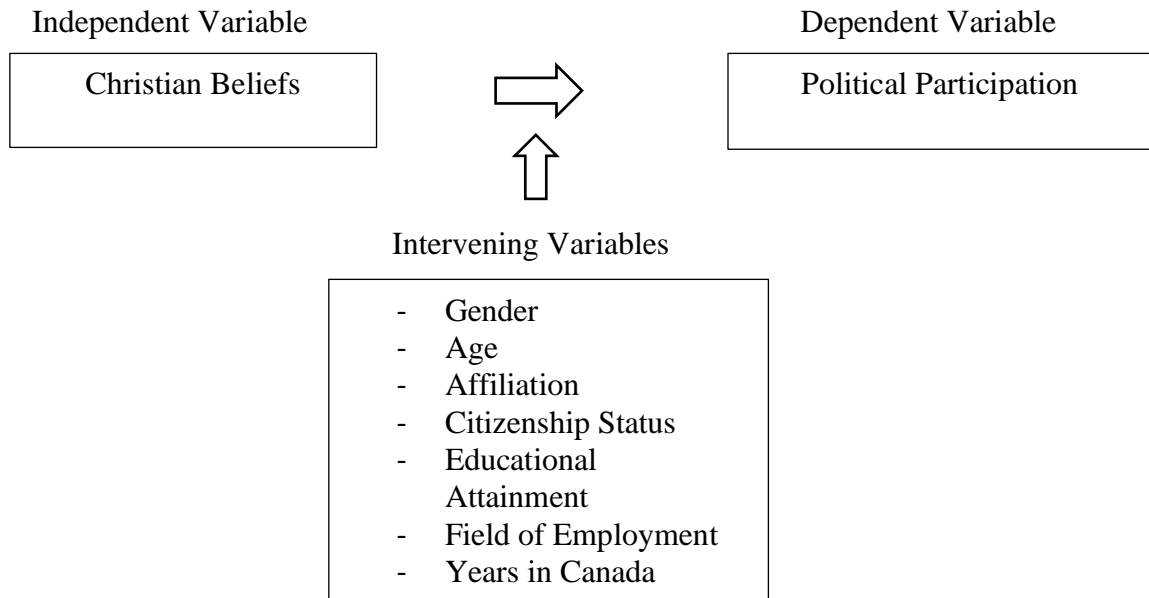 Independent Variable
Dependent Variable
Christian Beliefs
Political Participation
Intervening Variables
- Gender
- Age
- Affiliation
- Citizenship Status
- Educational
Attainment
- Field of Employment
- Years in Canada